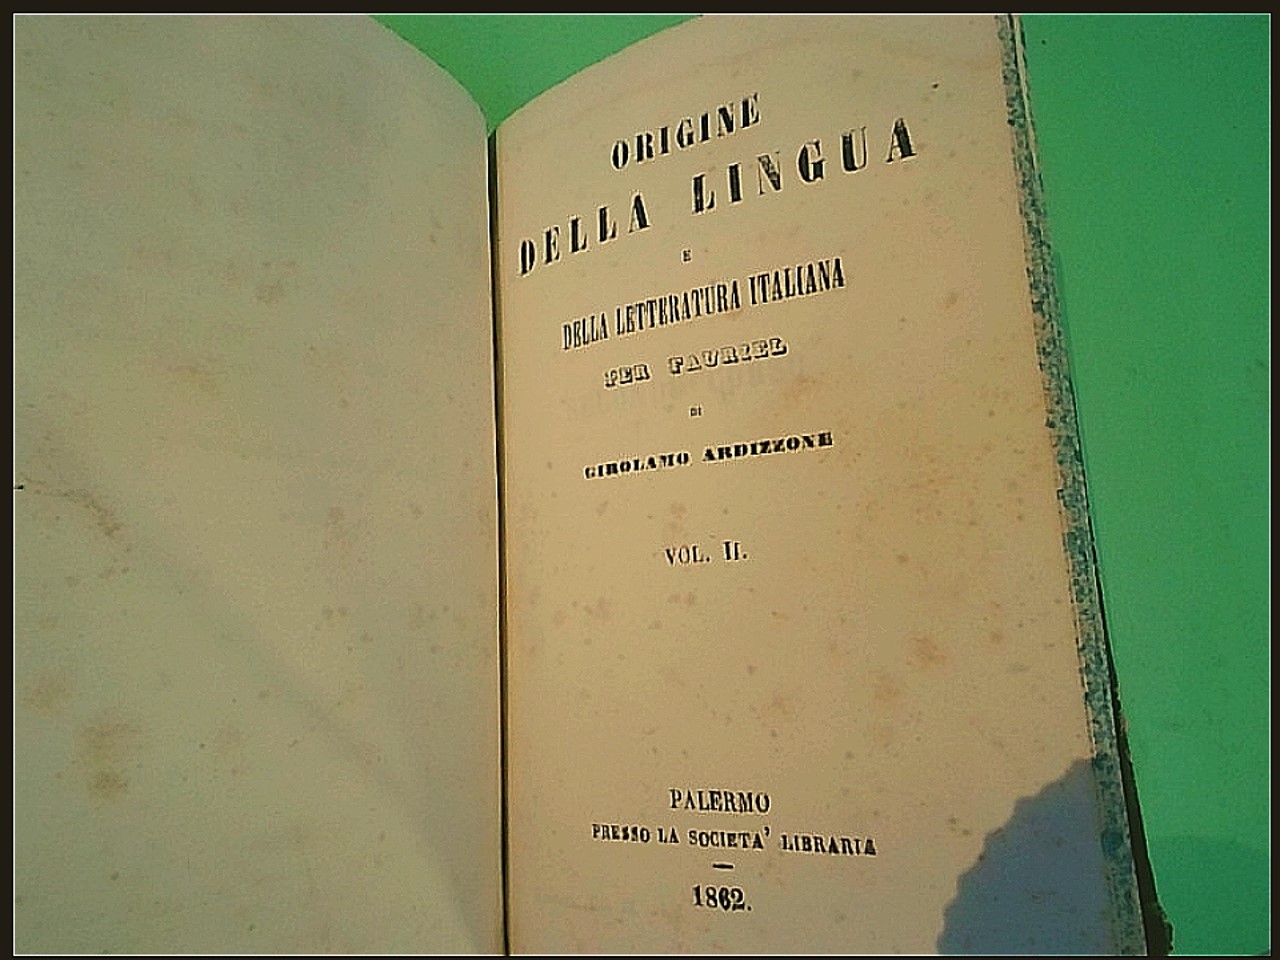 ORIGINE
DELLA LINGUA
E
DELLA LETTERATURA ITALIANA
PER FAURIEL
DI
GIROLAMO ARDIZZONE
VOL. II.
PALERMO
PRESSO LA SOCIETA' LIBRARIA
1862.